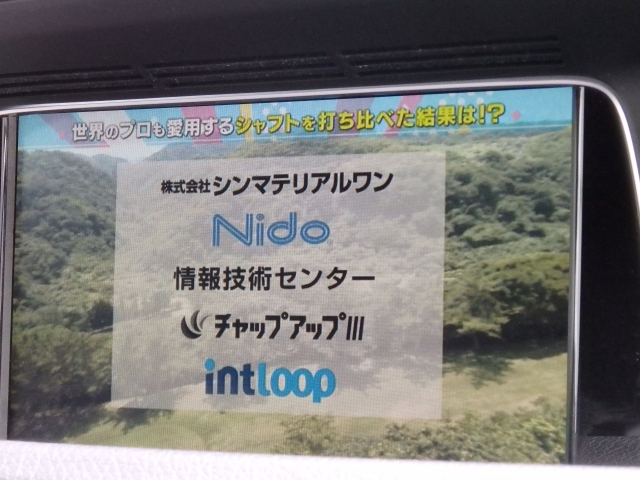 世界のプロも愛用するシャフトを打ち比べた結果は!?
株式会社シンマテリアルワン
Nido
情報技術センター
チャップアップIII
intloop